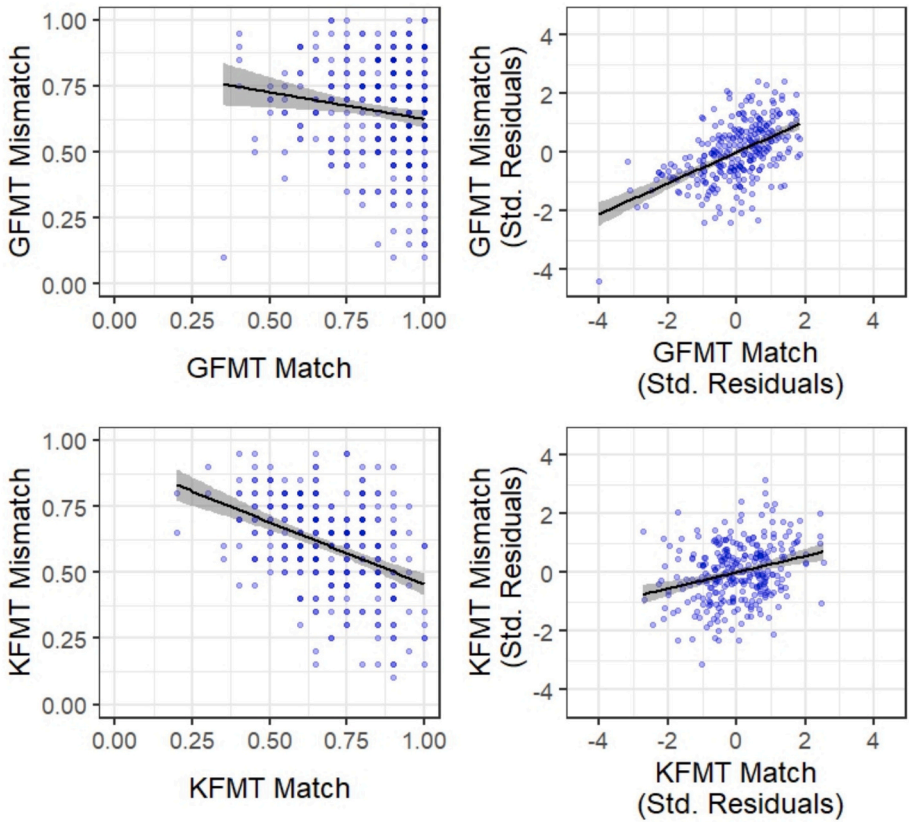 GFMT Mismatch
1.00
0.75
0.50
0.25
0.00
0.00 0.25 0.50 0.75 1.00
GFMT Match
GFMT Mismatch
(Std. Residuals)
4
2
0
-2
-4
-4 -2 0 2 4
GFMT Match
(Std. Residuals)
KFMT Mismatch
1.00
0.75
0.50
0.25
0.00
0.00 0.25 0.50 0.75 1.00
KFMT Match
KFMT Mismatch
(Std. Residuals)
4
2
0
-2
-4
-4 -2 0 2 4
KFMT Match
(Std. Residuals)